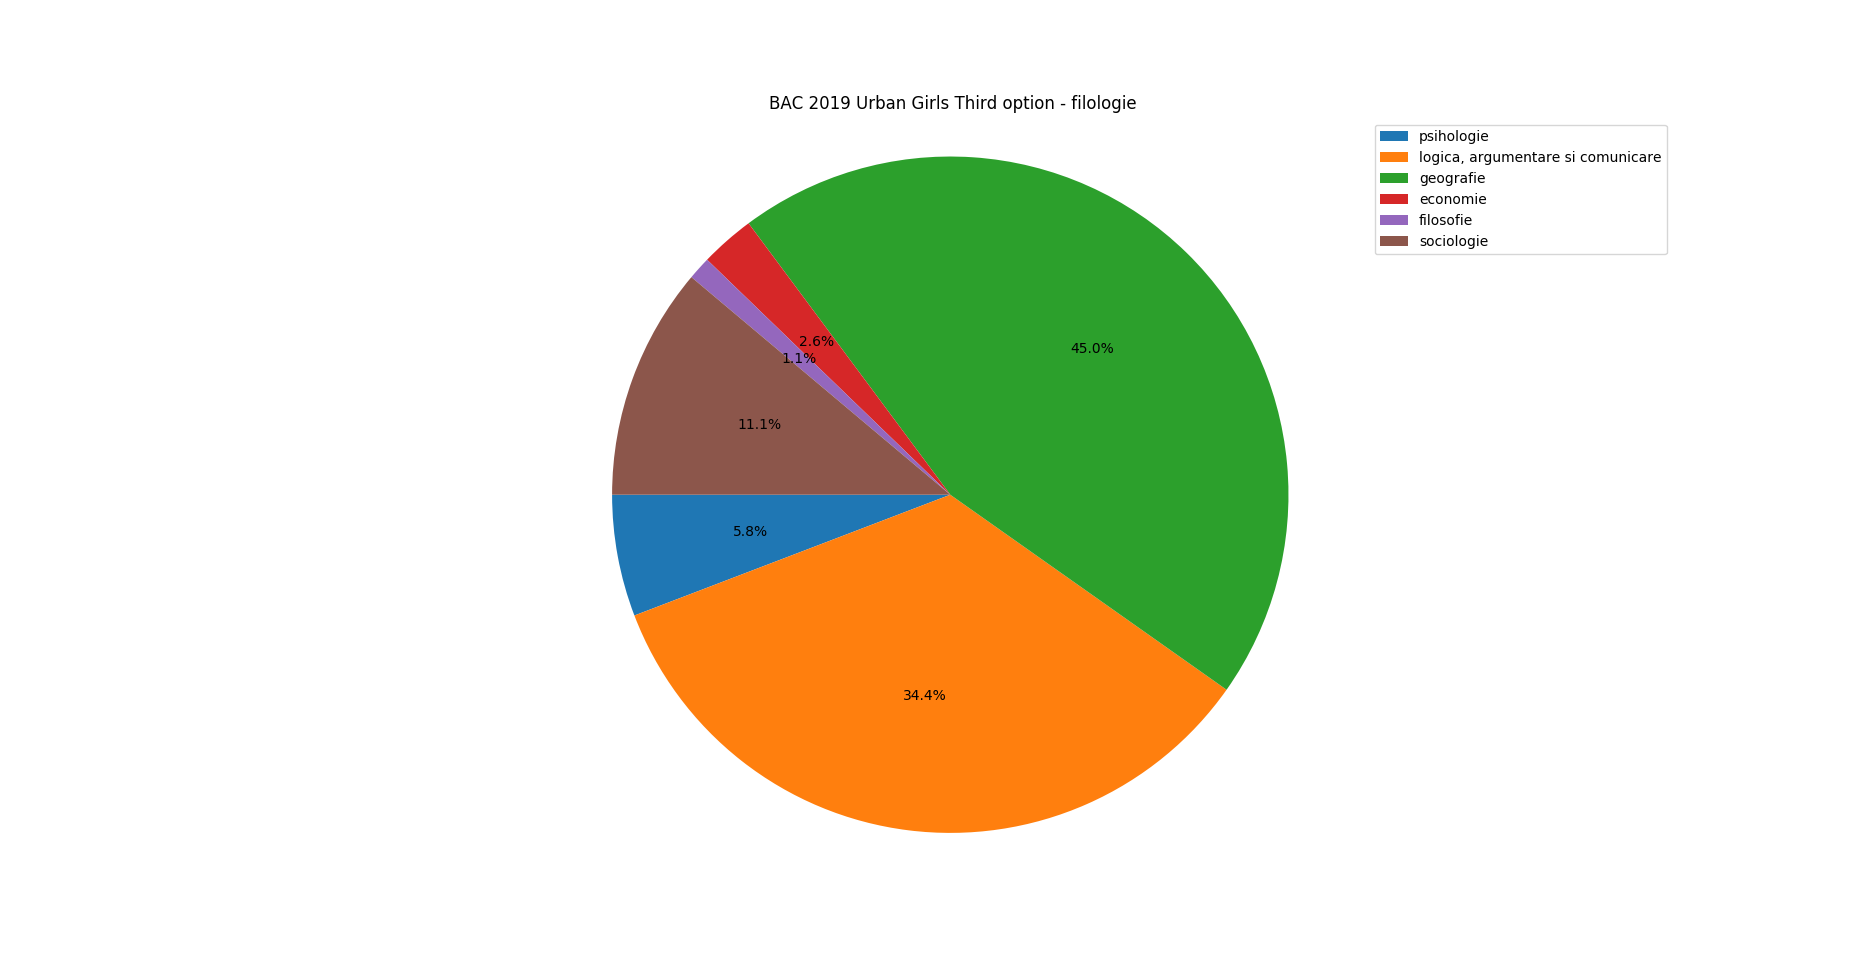 BAC 2019 Urban Girls Third option - filologie
psihologie
logica, argumentare si comunicare
geografie
economie
filosofie
sociologie
2.6%
45.0%
1.1%
11.1%
5.8%
34.4%